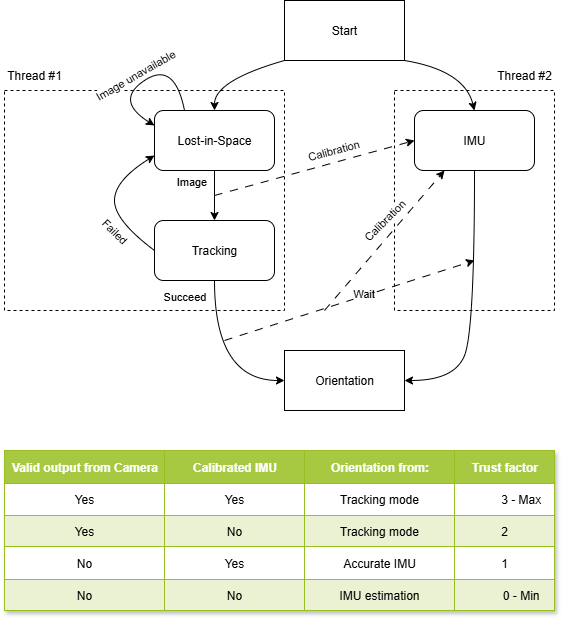 Start
Thread #1
Thread #2
Image unavailable
Lost-in-Space
IMU
Calibration
Image
Calibration
Failed
Tracking
Succeed
Wait
Orientation
Valid output from Camera Calibrated IMU Orientation from: Trust factor
Yes Yes Tracking mode 3 - Max
Yes No Tracking mode 2
No Yes Accurate IMU 1
No No IMU estimation 0 - Min